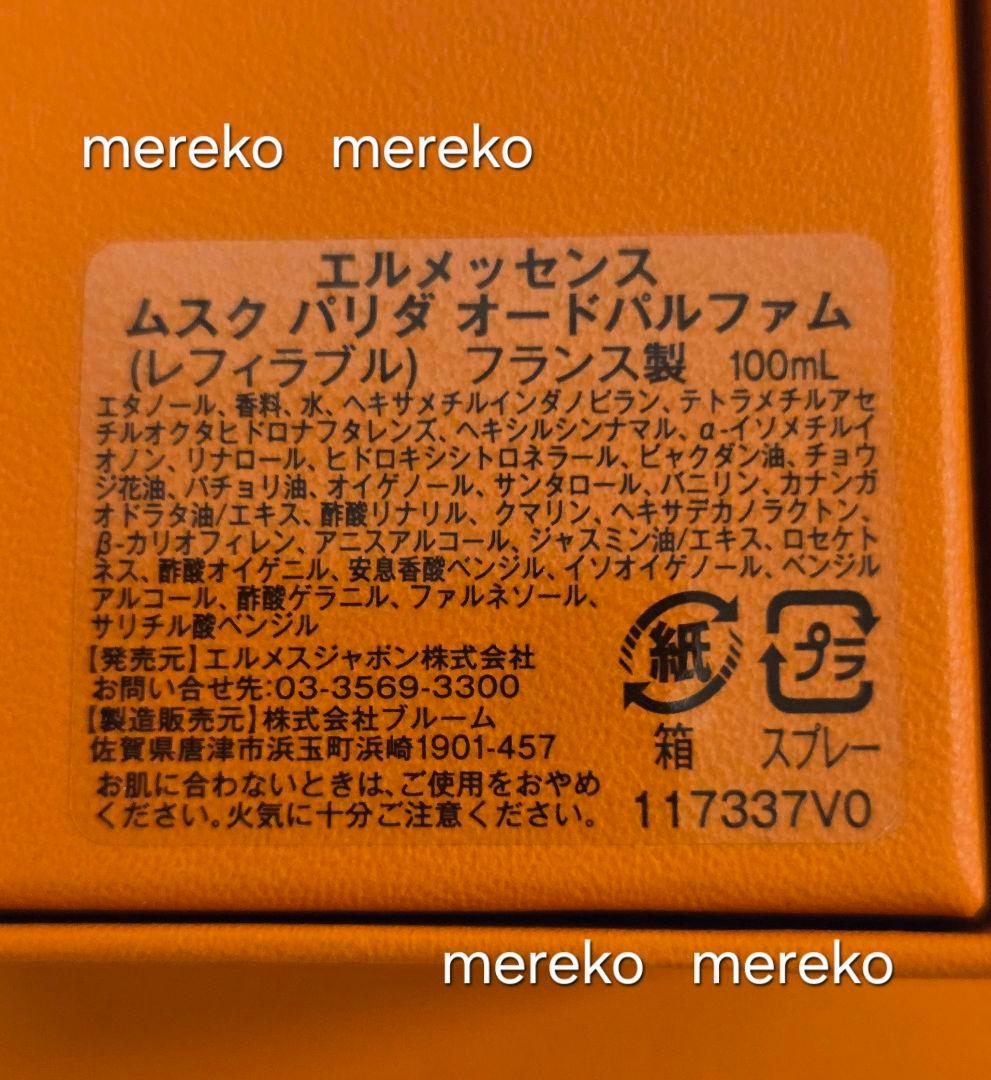 mereko mereko
エルメッセンス
ムスク パリダ オードパルファム
(レフィラブル) フランス製 100mL
エタノール、香料、水、ヘキサメチルインダノピラン、テトラメチルアセ
チルオクタヒドロナフタレンズ、ヘキシルシンナマル、α-イソメチルイ
オノン、リナロール、ヒドロキシシトロネラール、ビャクダン油、チョウ
ジ花油、パチョリ油、オイゲノール、サンタロール、バニリン、カナンガ
オドラタ油/エキス、酢酸リナリル、クマリン、ヘキサデカノラクトン、
β-カリオフィレン、アニスアルコール、ジャスミン油/エキス、ロセケト
ネス、酢酸オイゲニル、安息香酸ベンジル、イソオイゲノール、ベンジル
アルコール、酢酸ゲラニル、ファルネソール、
サリチル酸ベンジル
【発売元】エルメスジャポン株式会社
お問い合せ先:03-3569-3300
【製造販売元】株式会社ブルーム
佐賀県唐津市浜玉町浜崎1901-457
お肌に合わないときは、ご使用をおやめ
ください。火気に十分ご注意ください。
紙 プラ
箱 スプレー
117337V0
mereko mereko